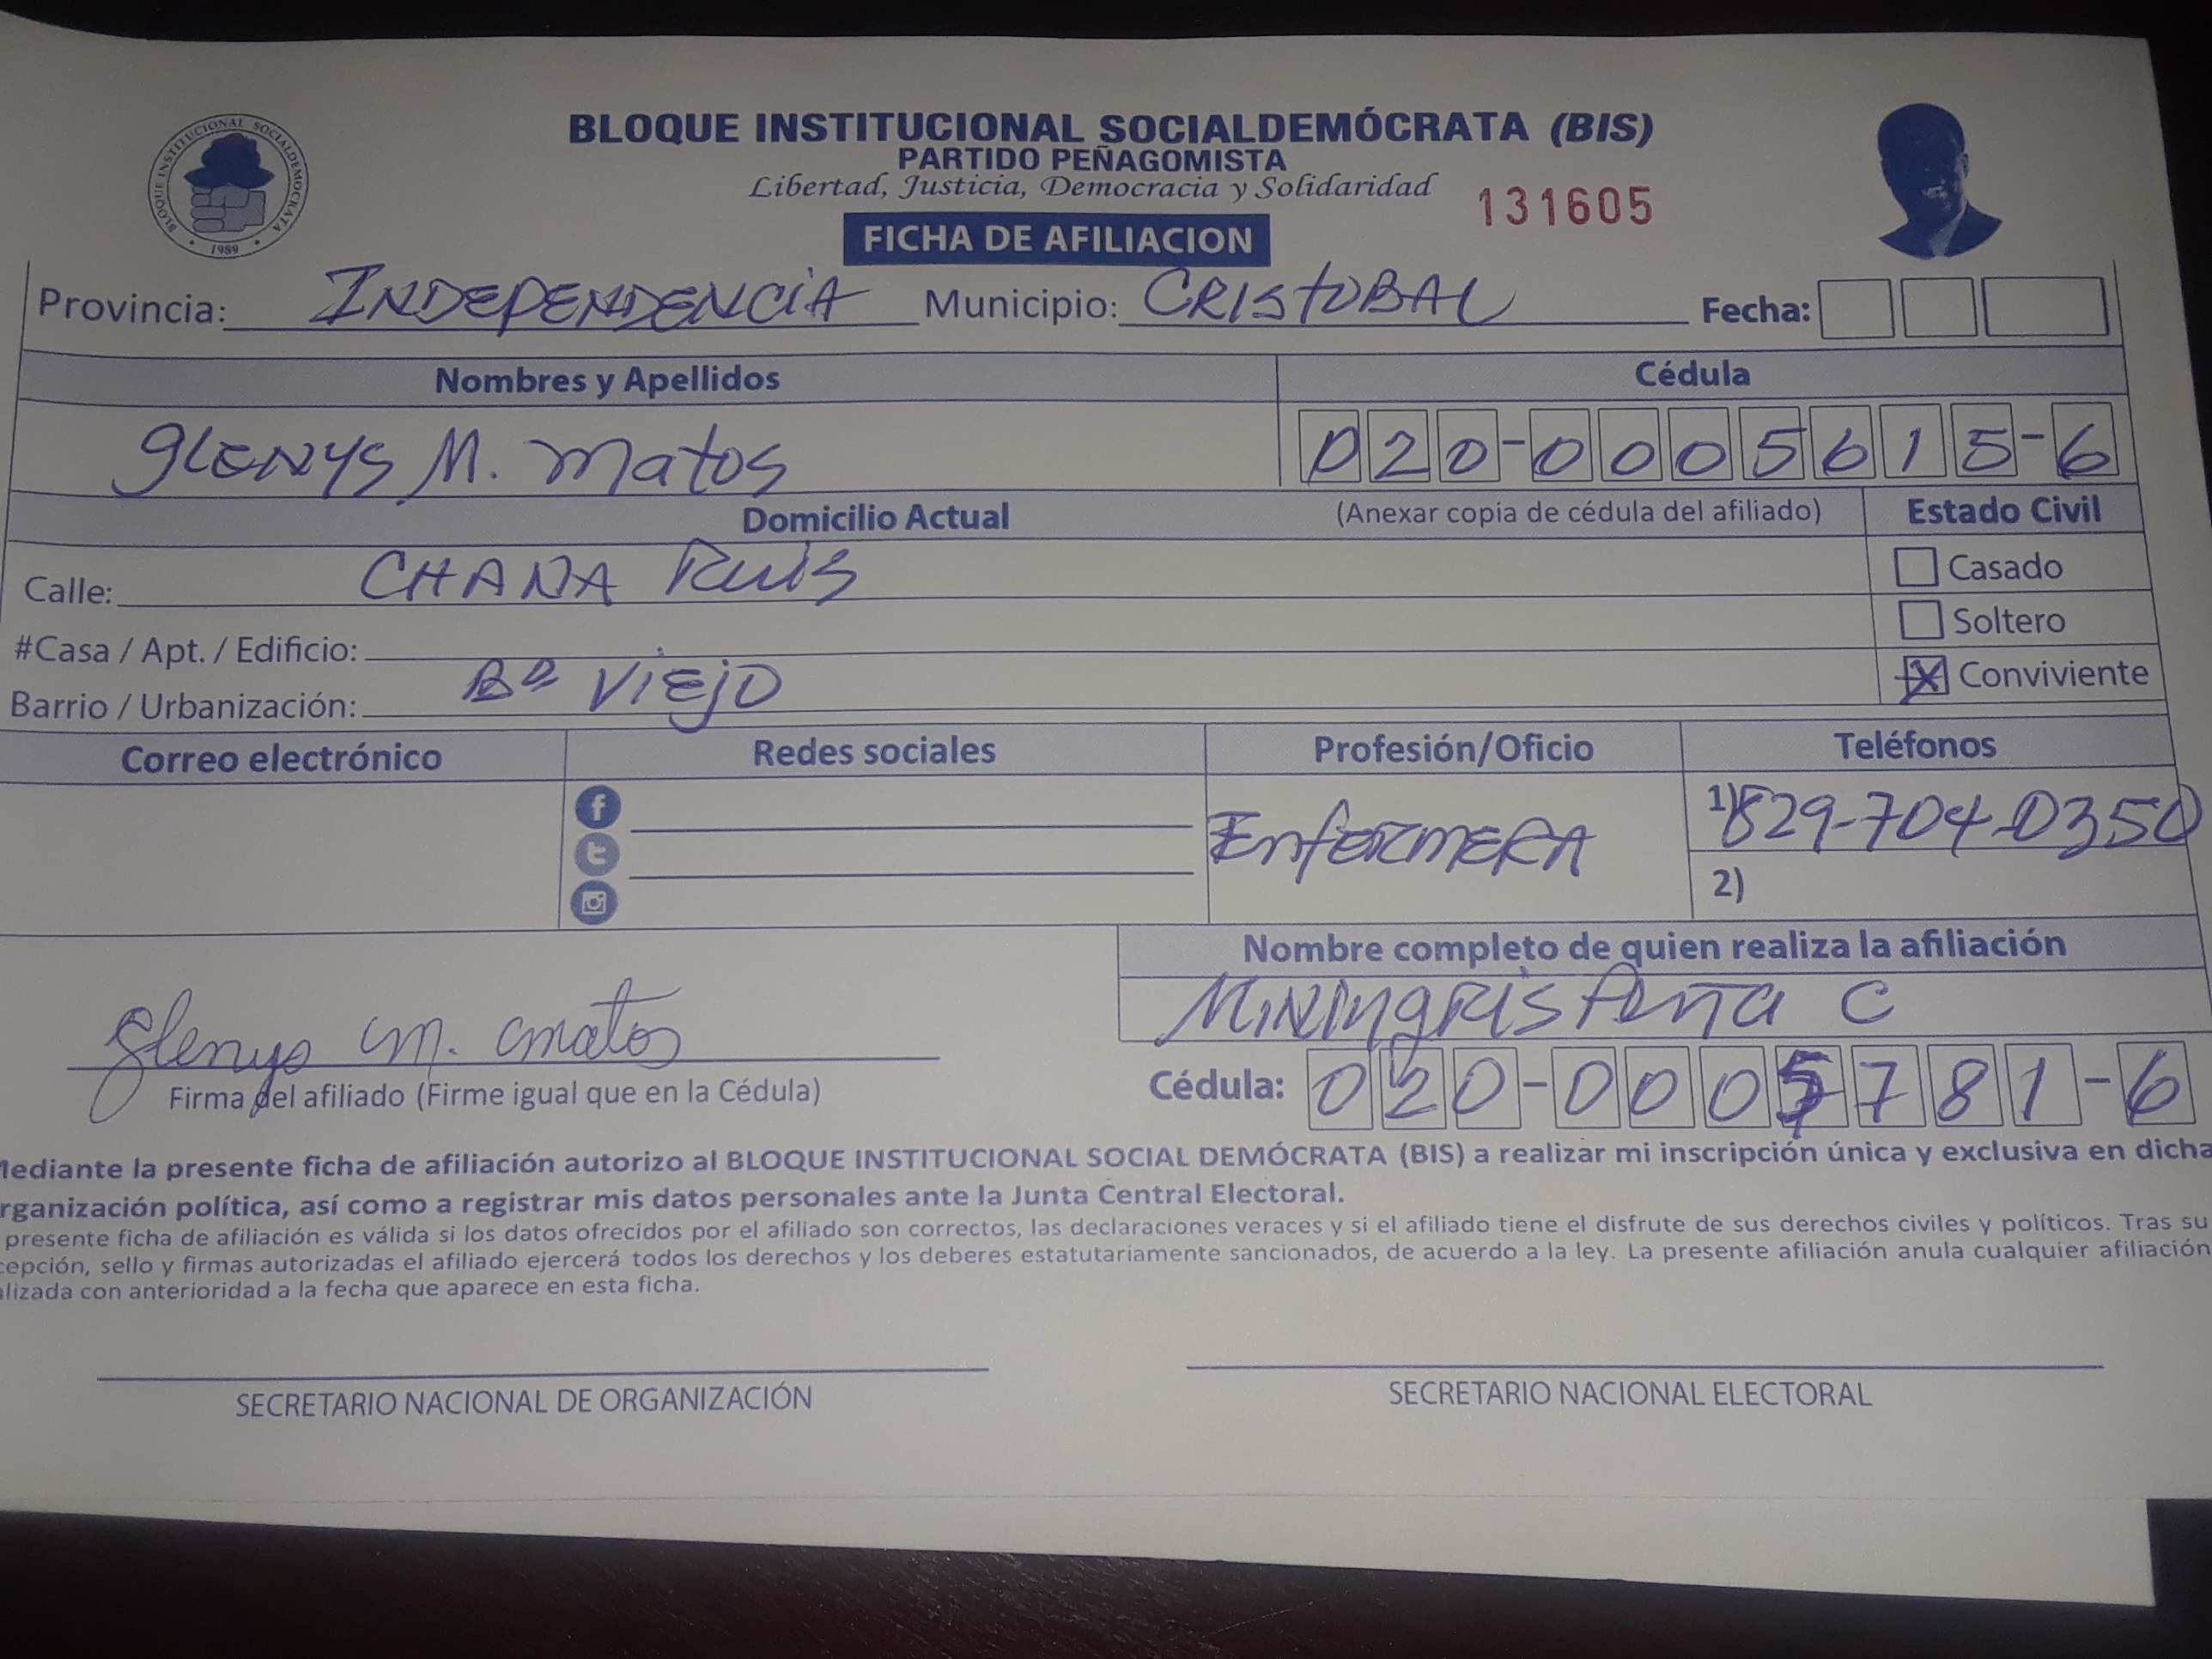 BLOQUE INSTITUCIONAL SOCIALDEMOCRATA
1989
BLOQUE INSTITUCIONAL SOCIALDEMÓCRATA (BIS)
PARTIDO PEÑAGOMISTA
Libertad, Justicia, Democracia y Solidaridad
131605
FICHA DE AFILIACION
Provincia: INDEPENDENCIA Municipio: CRISTOBAL Fecha:
Nombres y Apellidos Cédula
GLENYS M. Matos 020-0005615-6
Domicilio Actual (Anexar copia de cédula del afiliado) Estado Civil
Calle: CHANA Ruis
Casado
Soltero
#Casa / Apt. / Edificio:
Barrio / Urbanización: Bº VIEJO
X Conviviente
Correo electrónico Redes sociales Profesión/Oficio Teléfonos
EnfERMERA 1) 829-704-0350
2)
Nombre completo de quien realiza la afiliación
C
Glenys M. Matos
Firma del afiliado (Firme igual que en la Cédula)
Cédula: 020-0005781-6
Mediante la presente ficha de afiliación autorizo al BLOQUE INSTITUCIONAL SOCIAL DEMÓCRATA (BIS) a realizar mi inscripción única y exclusiva en dicha
rganización política, así como a registrar mis datos personales ante la Junta Central Electoral.
presente ficha de afiliación es válida si los datos ofrecidos por el afiliado son correctos, las declaraciones veraces y si el afiliado tiene el disfrute de sus derechos civiles y políticos. Tras su
cepción, sello y firmas autorizadas el afiliado ejercerá todos los derechos y los deberes estatutariamente sancionados, de acuerdo a la ley. La presente afiliación anula cualquier afiliación
lizada con anterioridad a la fecha que aparece en esta ficha.
SECRETARIO NACIONAL DE ORGANIZACIÓN
SECRETARIO NACIONAL ELECTORAL